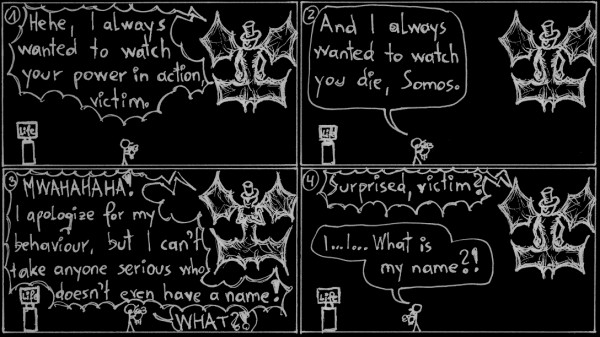 1
Hehe, I always
wanted to watch
your power in action,
victim.
Life
2
And I always
wanted to watch
you die, Somos.
Life
3
MWAHAHAHA!
I apologize for my
behaviour, but I can't
take anyone serious who
doesn't even have a name!
Life
WHAT?!
4
Surprised, victim?
I...I... What is
my name?!
Life